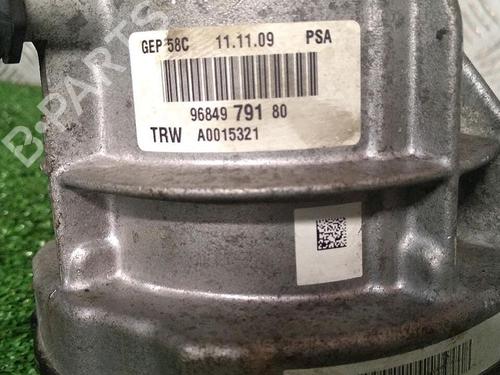 GEP 58C 11.11.09 PSA
96849 791 80
TRW A0015321
B-PARTS